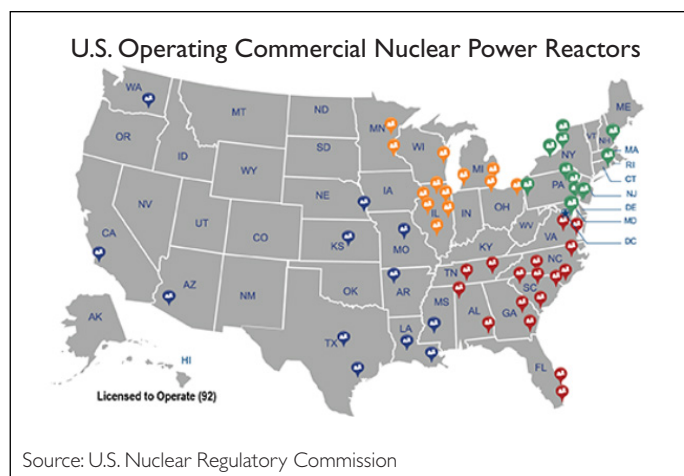 U.S. Operating Commercial Nuclear Power Reactors
WA
MT
ND
MN
ME
OR
ID
SD
WI
MI
NY
VT
NH
MA
RI
CT
WY
NE
IA
PA
NJ
NV
UT
CO
KS
MO
IL
IN
OH
WV
VA
DE
MD
DC
CA
KY
NC
AZ
NM
OK
AR
TN
SC
AK
HI
TX
LA
MS
AL
GA
FL
Licensed to Operate (92)
Source: U.S. Nuclear Regulatory Commission